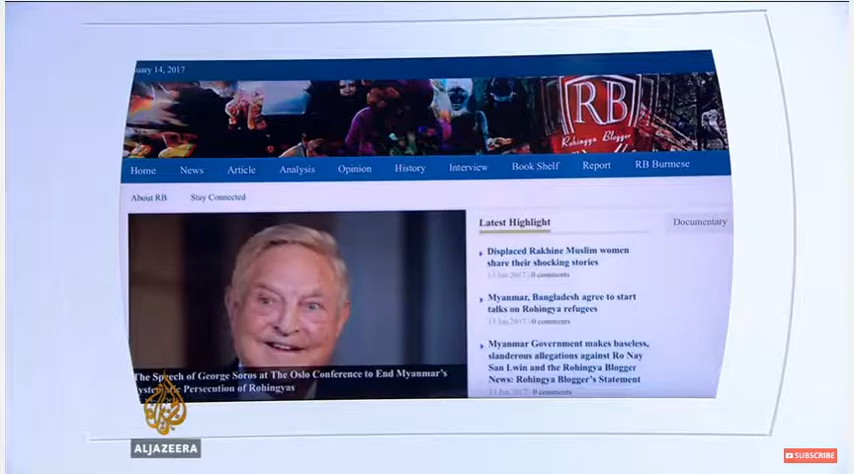 uary 14, 2017
RB
Rohingya Blogger
Home News Article Analysis Opinion History Interview Book Shelf Report RB Burmese
About RB Stay Connected
The Speech of George Soros at The Oslo Conference to End Myanmar's
Persecution of Rohingyas
Latest Highlight Documentary
Displaced Rakhine Muslim women
share their shocking stories
13 Jan 2017 0 comments
Myanmar, Bangladesh agree to start
talks on Rohingya refugees
13 Jan 2017 0 comments
Myanmar Government makes baseless,
slanderous allegations against Ro Nay
San Lwin and the Rohingya Blogger
News: Rohingya Blogger's Statement
11 Jan 2017 0 comments
ALJAZEERA
SUBSCRIBE